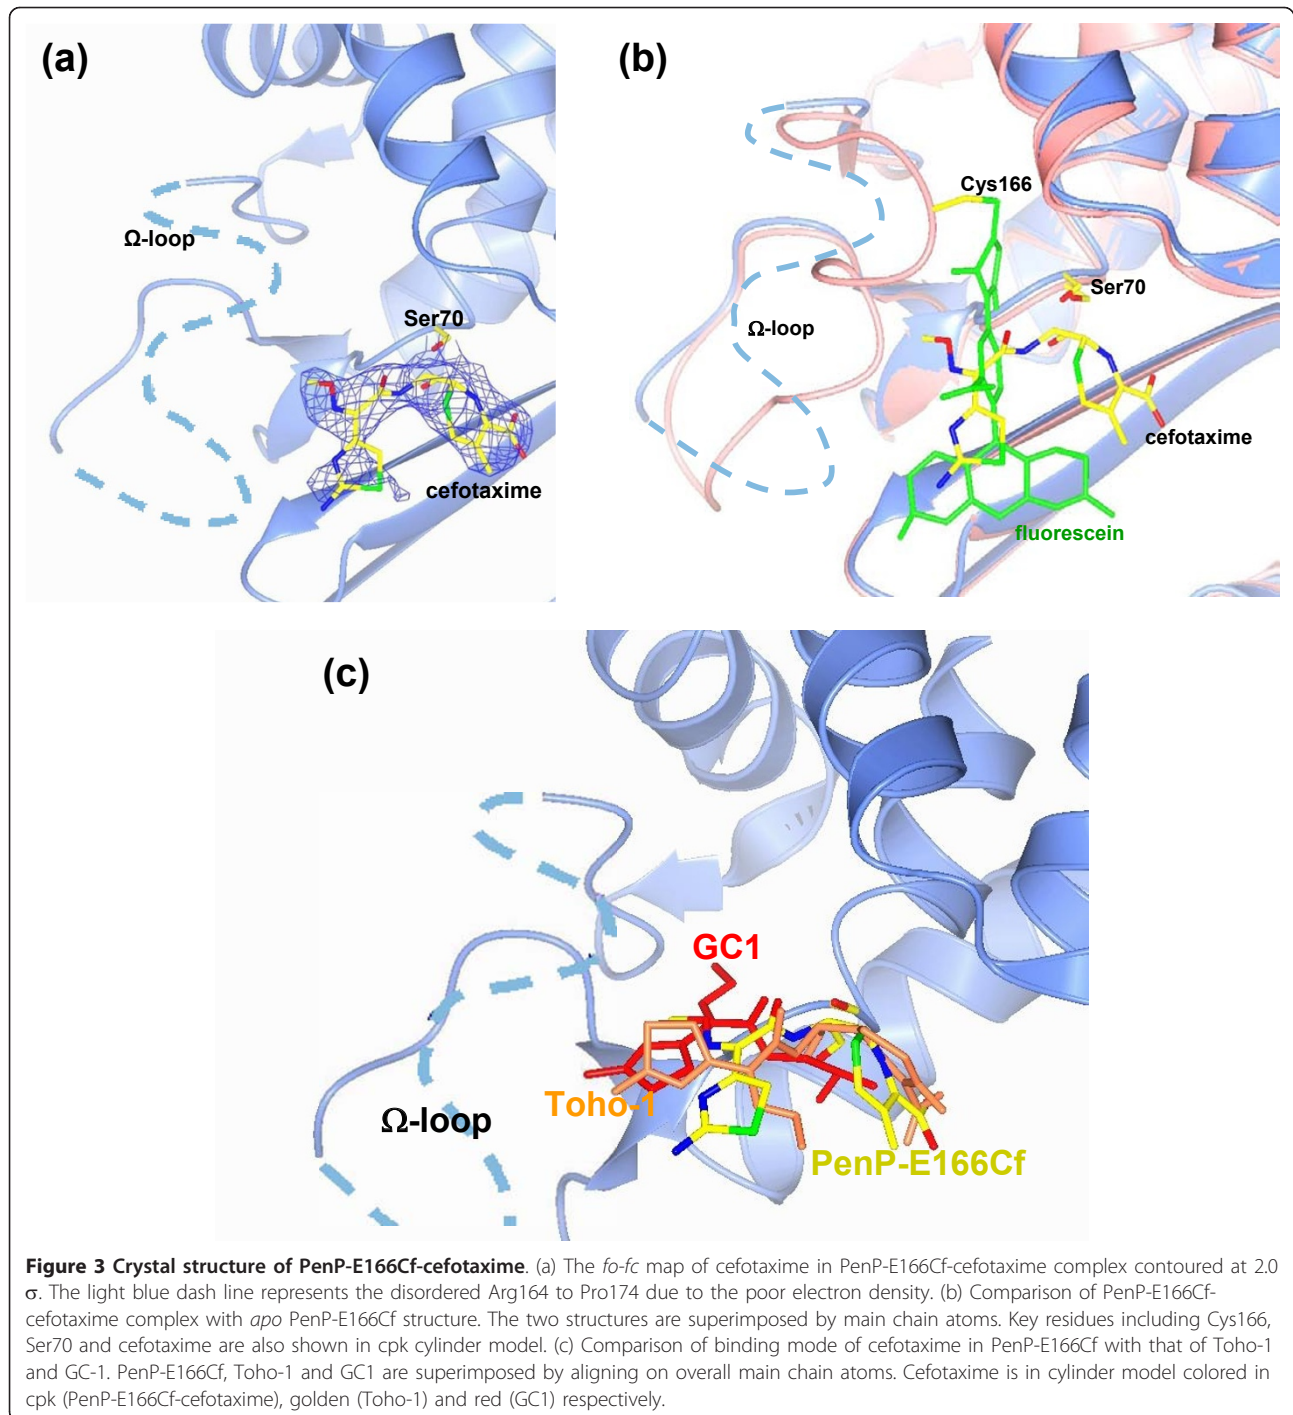 (a)
Ω-loop
Ser70
cefotaxime
(b)
Cys166
Ser70
Ω-loop
cefotaxime
fluorescein
(c)
GC1
Toho-1
Ω-loop
PenP-E166Cf
Figure 3 Crystal structure of PenP-E166Cf-cefotaxime. (a) The fo-fc map of cefotaxime in PenP-E166Cf-cefotaxime complex contoured at 2.0
σ. The light blue dash line represents the disordered Arg164 to Pro174 due to the poor electron density. (b) Comparison of PenP-E166Cf-
cefotaxime complex with apo PenP-E166Cf structure. The two structures are superimposed by main chain atoms. Key residues including Cys166,
Ser70 and cefotaxime are also shown in cpk cylinder model. (c) Comparison of binding mode of cefotaxime in PenP-E166Cf with that of Toho-1
and GC-1. PenP-E166Cf, Toho-1 and GC1 are superimposed by aligning on overall main chain atoms. Cefotaxime is in cylinder model colored in
cpk (PenP-E166Cf-cefotaxime), golden (Toho-1) and red (GC1) respectively.